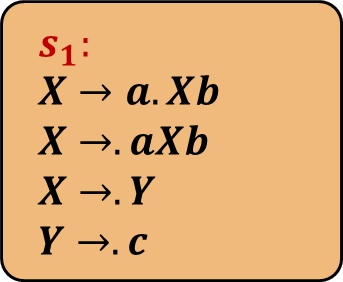 s₁:
X → a.Xb
X →. aXb
X →. Y
Y →. c